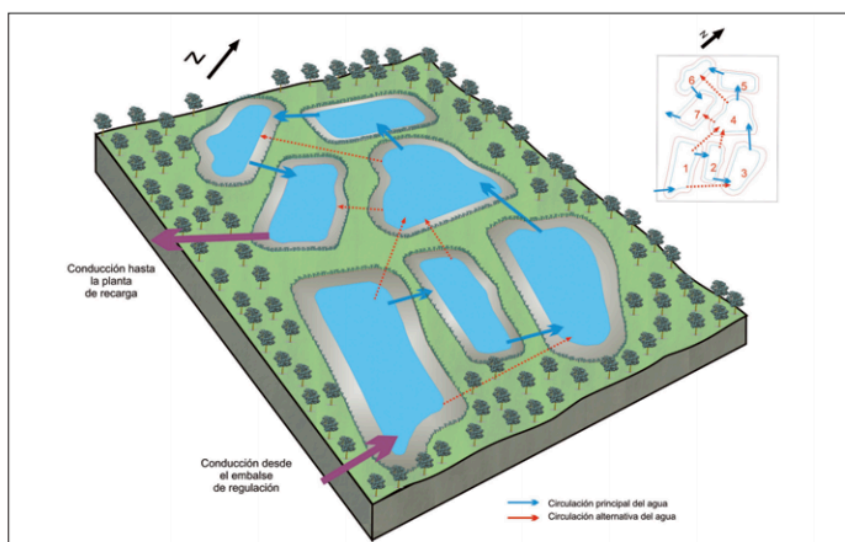 N
N
6
5
7
4
1
2
3
Conducción hasta
la planta
de recarga
Conducción desde
el embalse
de regulación
Circulación principal del agua
Circulación alternativa del agua